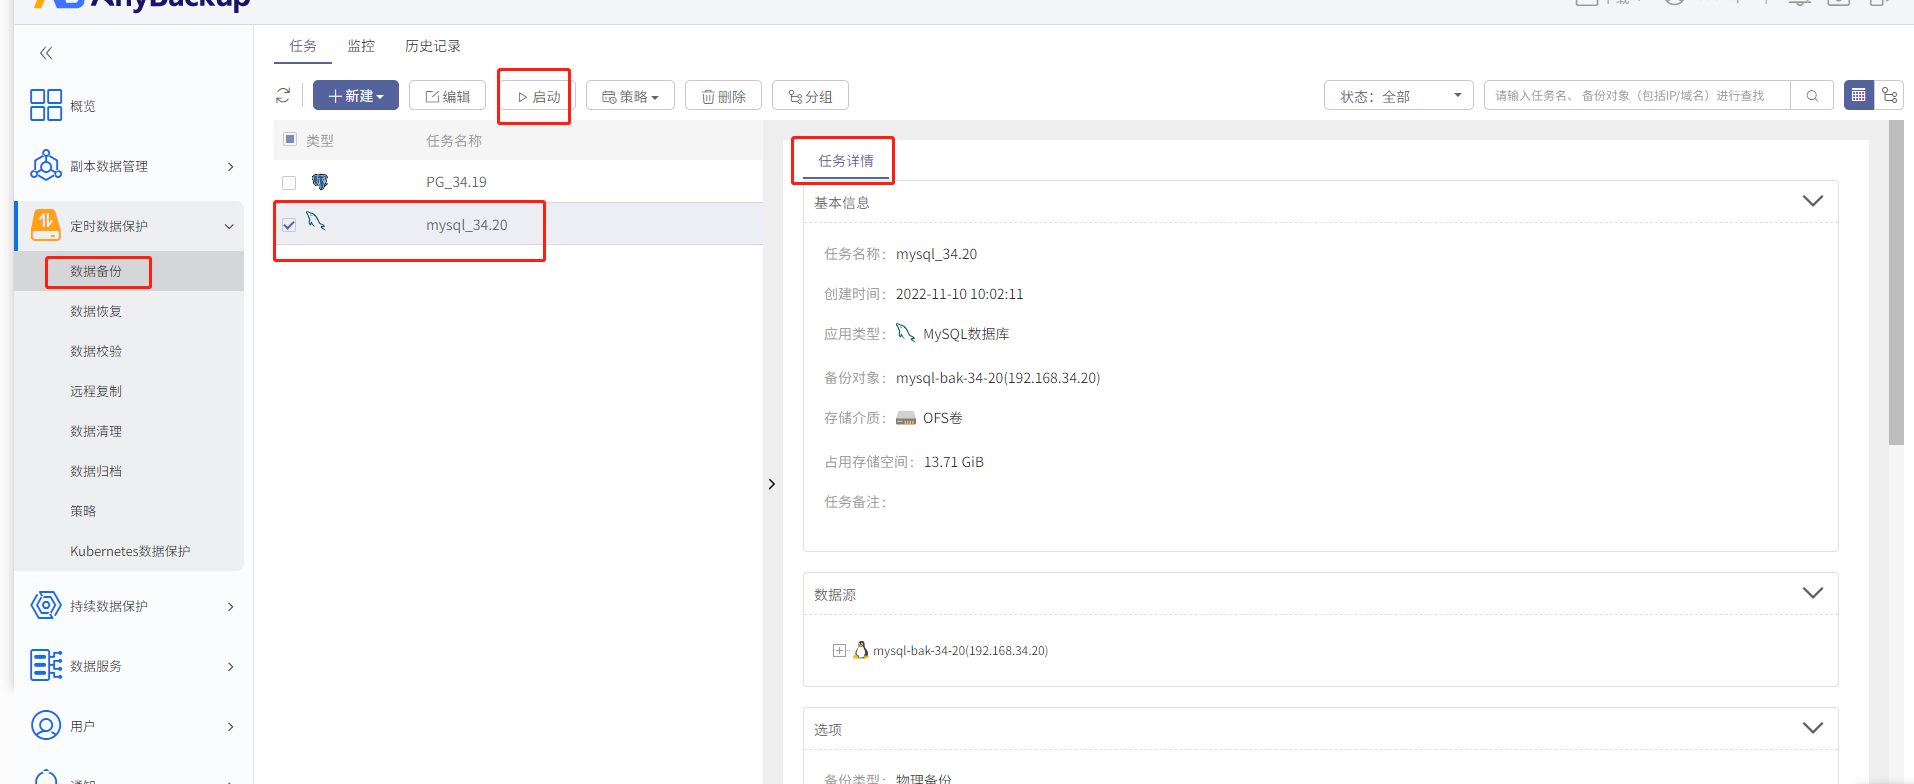 AnyBackup
任务 监控 历史记录
新建 编辑 启动 策略 删除 分组 状态：全部 请输入任务名、备份对象（包括IP/域名）进行查找
概览
副本数据管理
定时数据保护
数据备份
数据恢复
数据校验
远程复制
数据清理
数据归档
策略
Kubernetes数据保护
持续数据保护
数据服务
用户
类型 任务名称
PG_34.19
mysql_34.20
任务详情
基本信息
任务名称： mysql_34.20
创建时间： 2022-11-10 10:02:11
应用类型： MySQL数据库
备份对象： mysql-bak-34-20(192.168.34.20)
存储介质： OFS卷
占用存储空间： 13.71 GiB
任务备注：
数据源
mysql-bak-34-20(192.168.34.20)
选项
备份类型： 物理备份